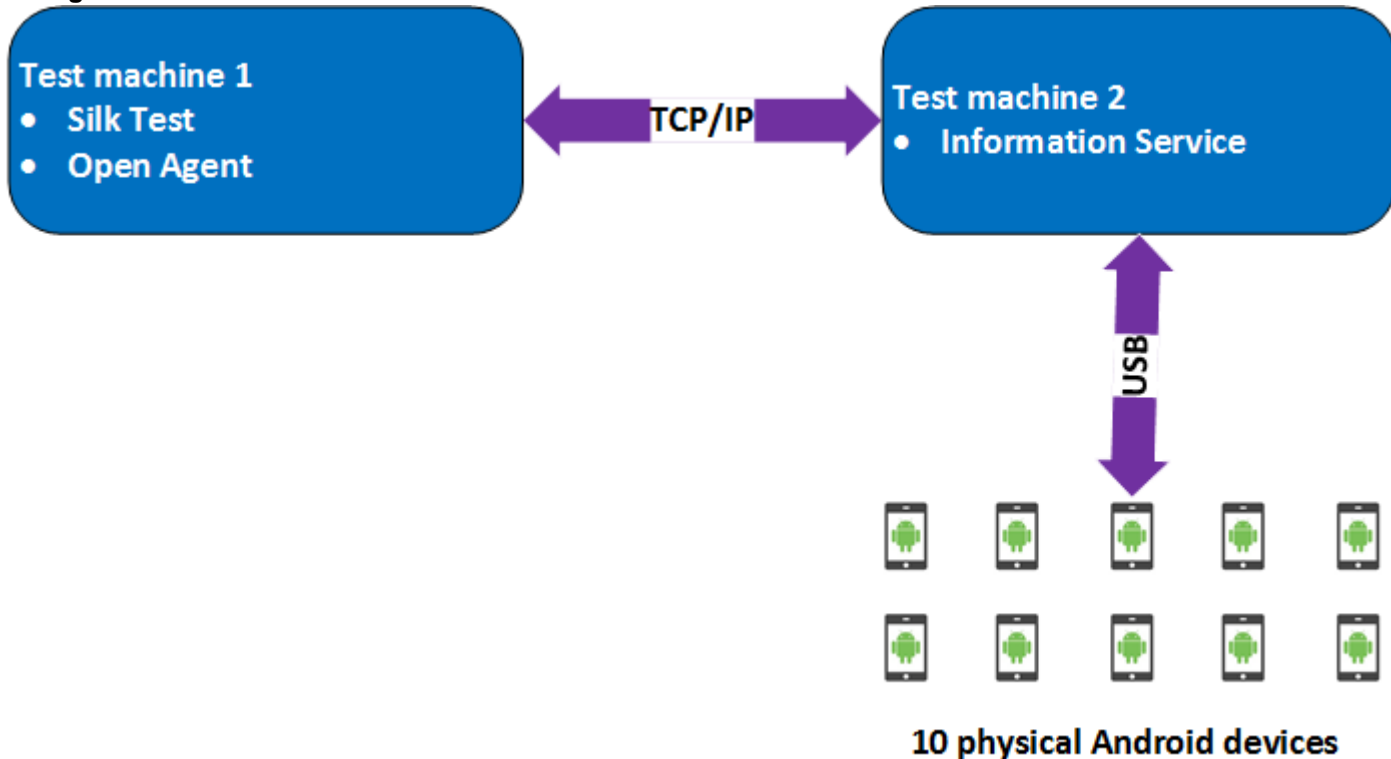 Test machine 1
• Silk Test
• Open Agent
TCP/IP
Test machine 2
• Information Service
USB
10 physical Android devices